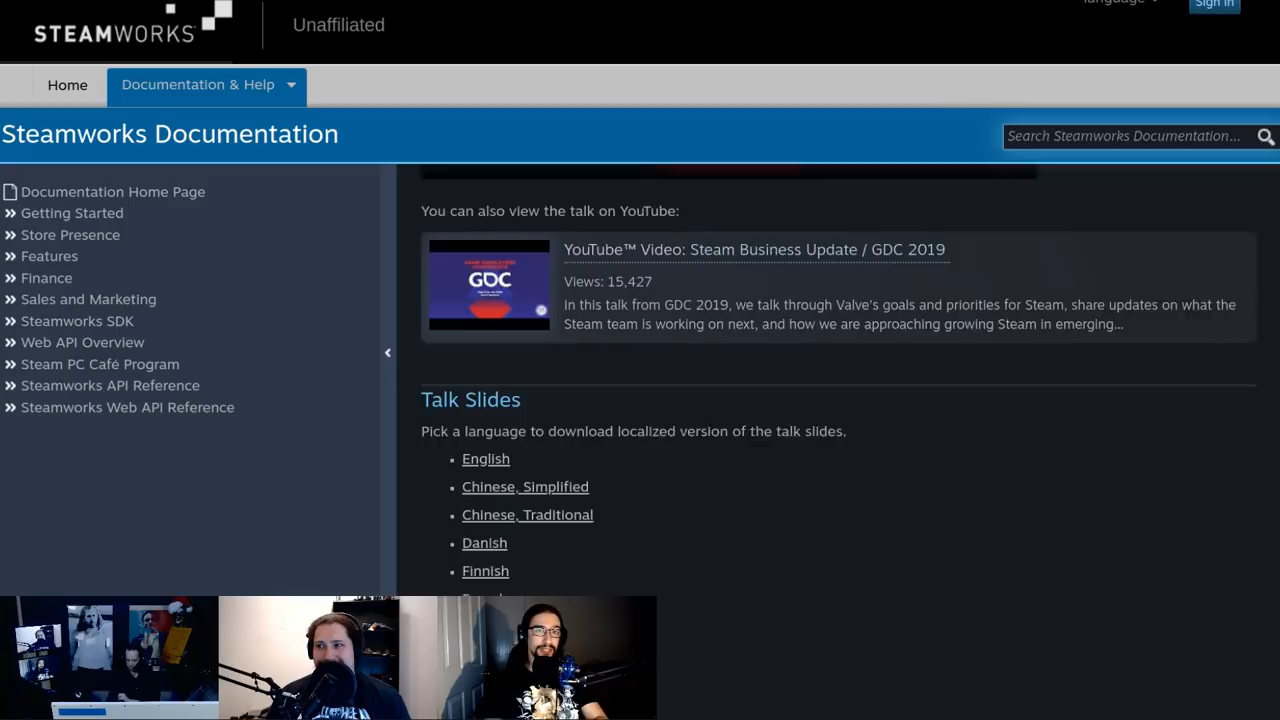 STEAMWORKS
Unaffiliated
language
Sign in
Home
Documentation & Help
Steamworks Documentation
Search Steamworks Documentation...
Documentation Home Page
Getting Started
Store Presence
Features
Finance
Sales and Marketing
Steamworks SDK
Web API Overview
Steam PC Café Program
Steamworks API Reference
Steamworks Web API Reference
You can also view the talk on YouTube:
GDC
YouTube™ Video: Steam Business Update / GDC 2019
Views: 15,427
In this talk from GDC 2019, we talk through Valve's goals and priorities for Steam, share updates on what the
Steam team is working on next, and how we are approaching growing Steam in emerging...
Talk Slides
Pick a language to download localized version of the talk slides.
English
Chinese, Simplified
Chinese, Traditional
Danish
Finnish